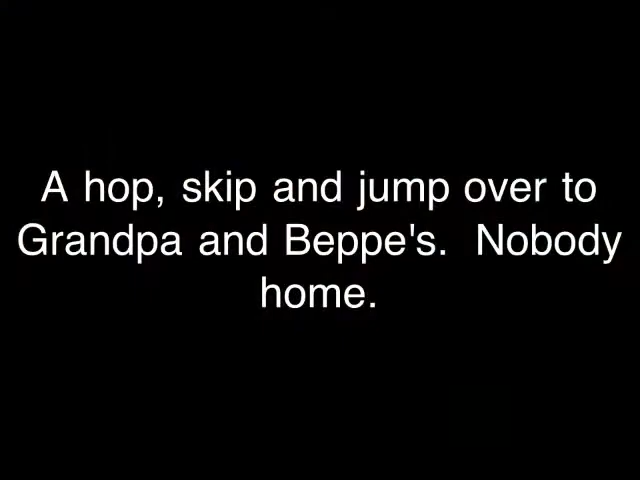 A hop, skip and jump over to
Grandpa and Beppe's.  Nobody
home.